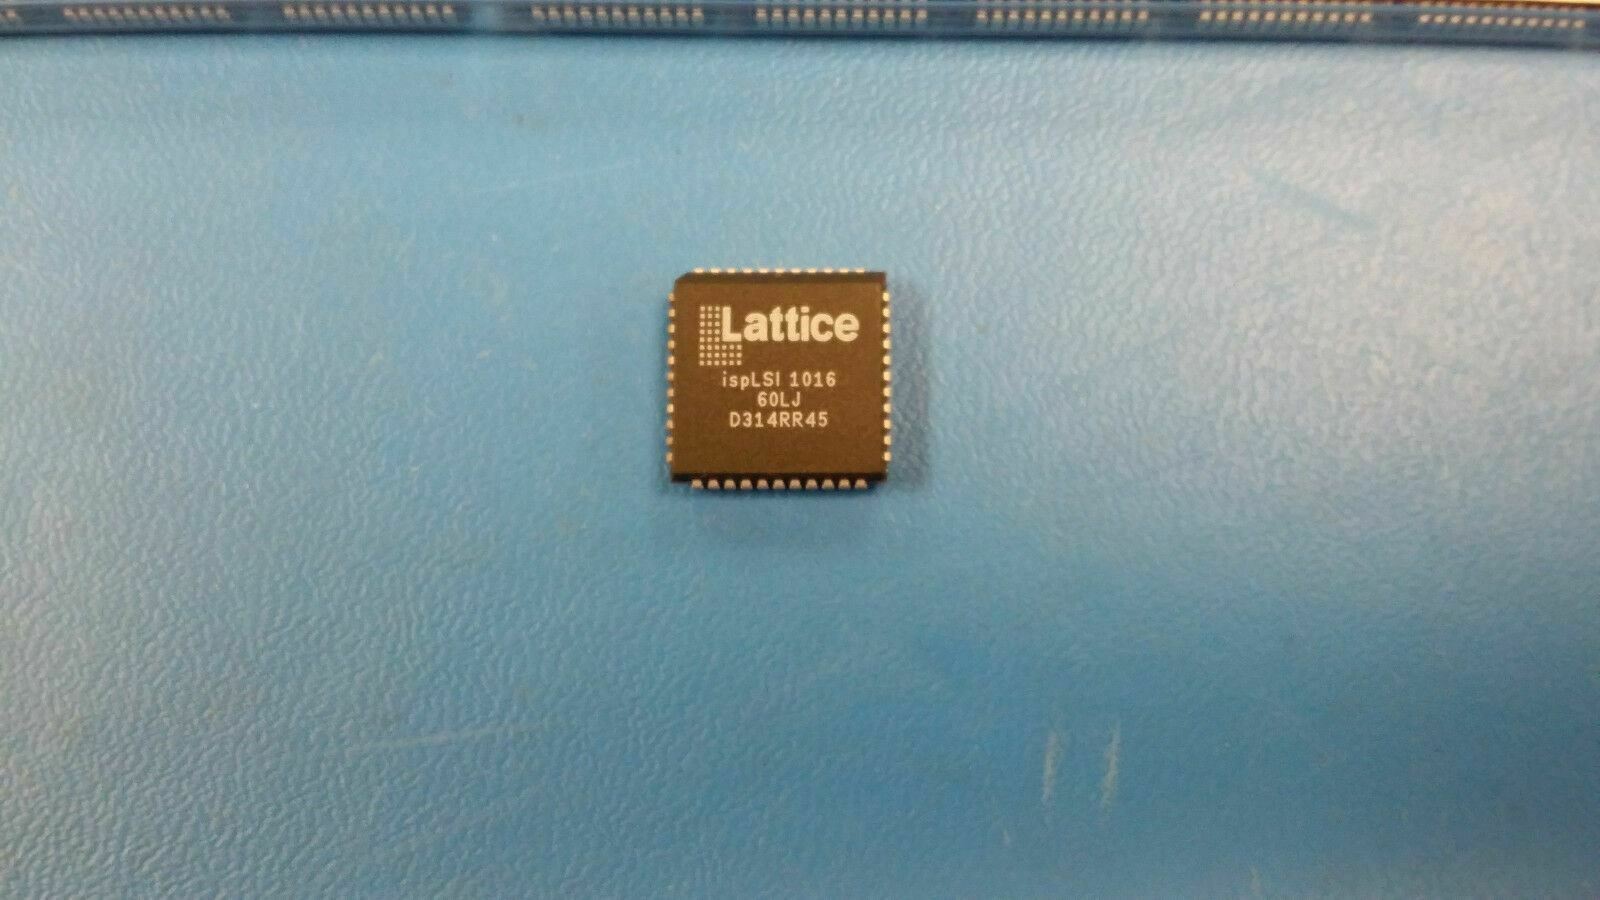 Lattice
ispLSI 1016
60LJ
D314RR45